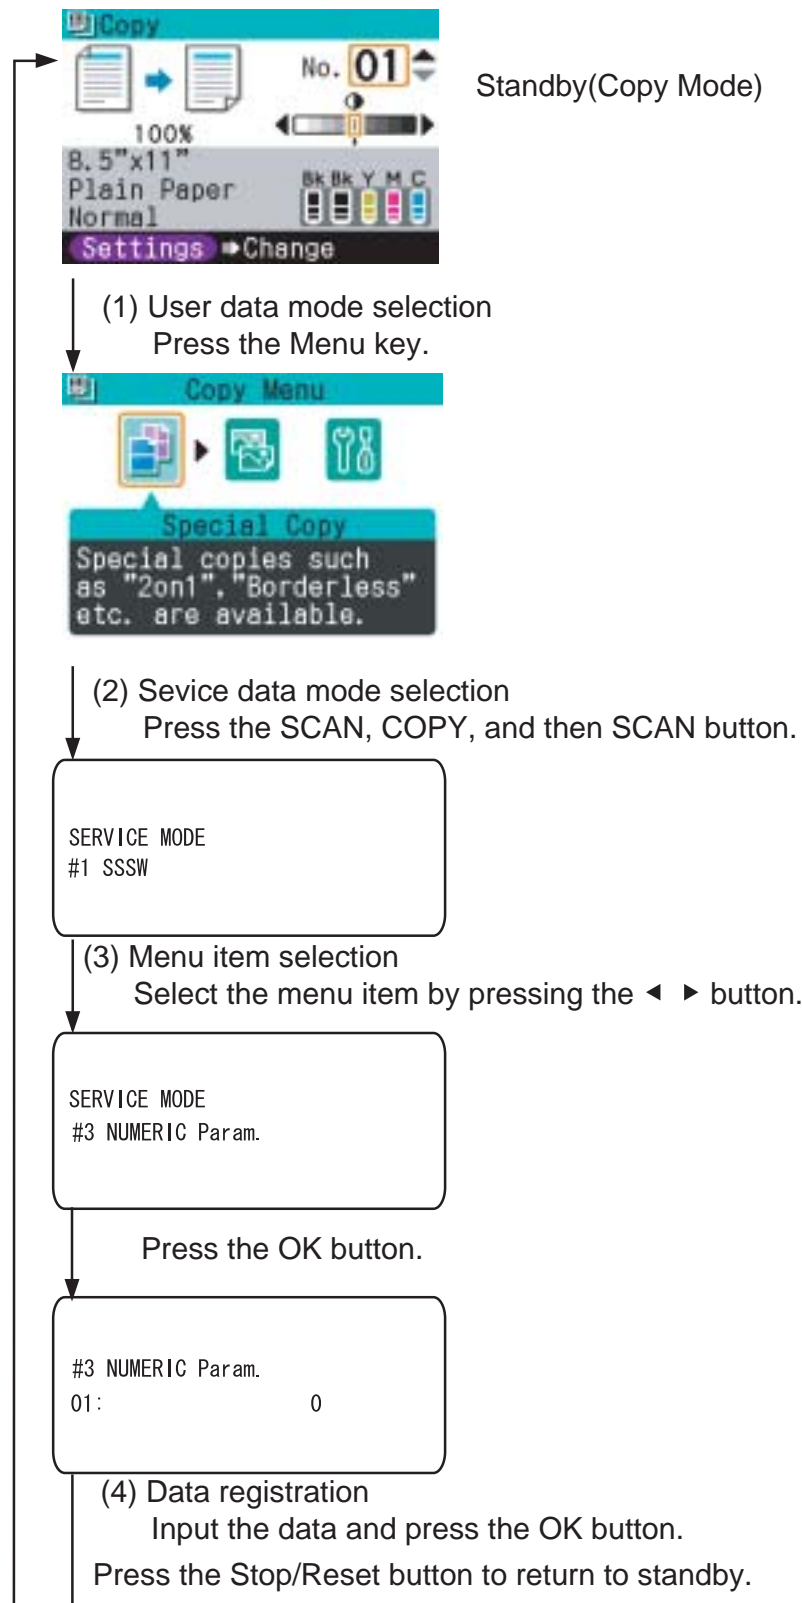 Copy
No. 01
Standby(Copy Mode)
100%
8.5"x11"
Plain Paper
Normal
Bk Bk Y M C
Settings ➡Change
(1) User data mode selection
Press the Menu key.
Copy Menu
Special Copy
Special copies such
as "2on1","Borderless"
etc. are available.
(2) Sevice data mode selection
Press the SCAN, COPY, and then SCAN button.
SERVICE MODE
#1 SSSW
(3) Menu item selection
Select the menu item by pressing the ◀ ▶ button.
SERVICE MODE
#3 NUMERIC Param.
Press the OK button.
#3 NUMERIC Param.
01: 0
(4) Data registration
Input the data and press the OK button.
Press the Stop/Reset button to return to standby.